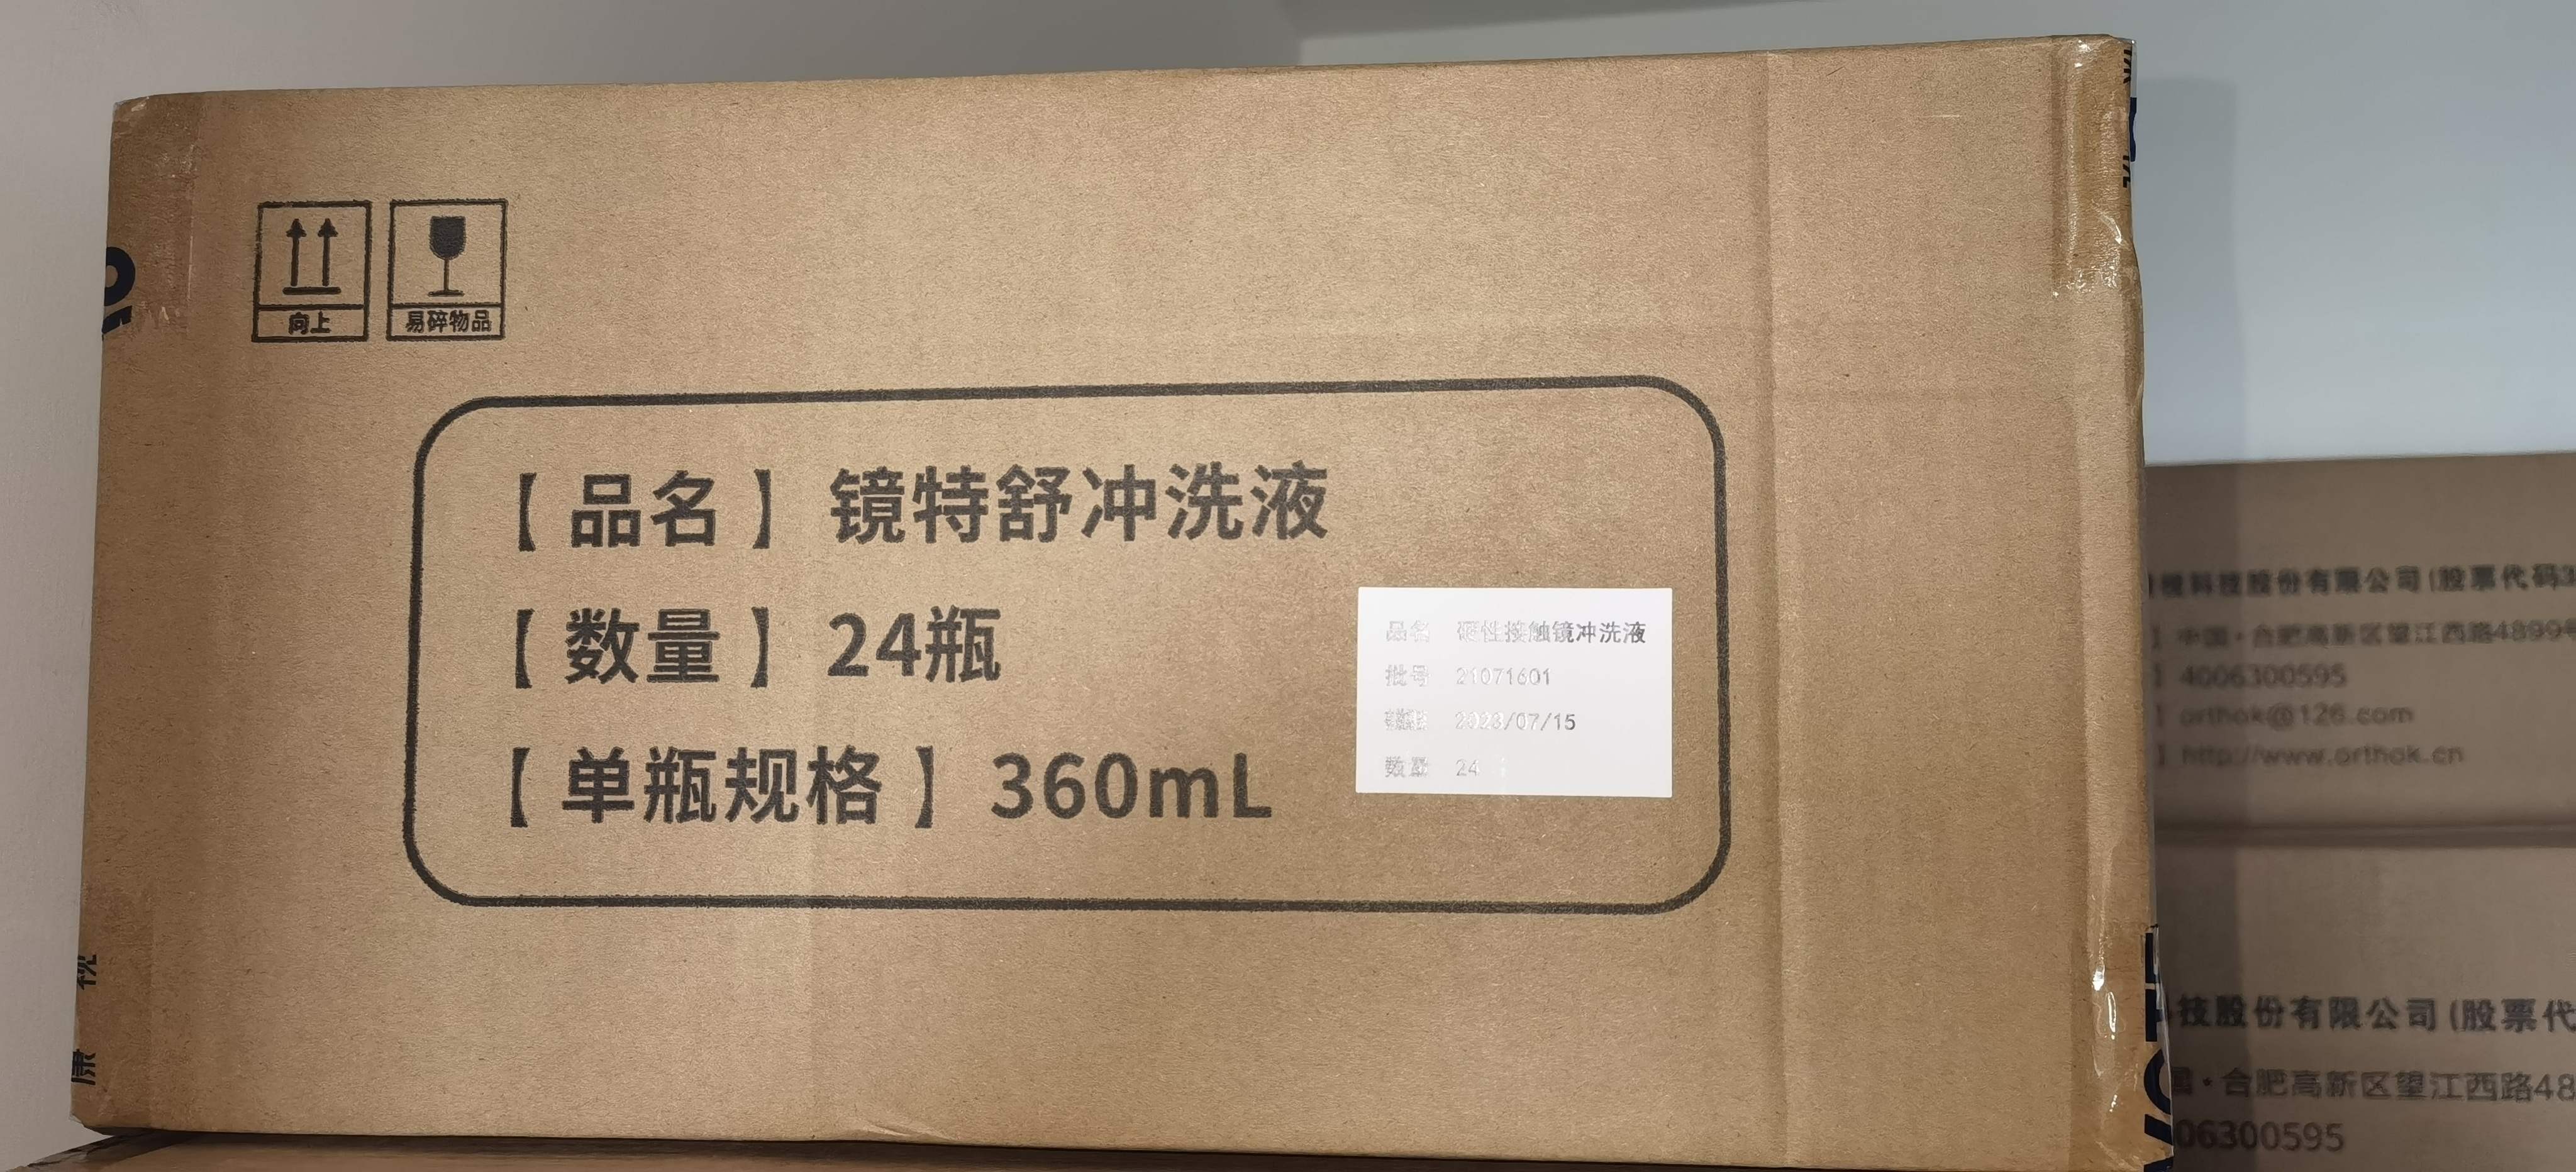 向上
易碎物品
【品名】镜特舒冲洗液
【数量】24瓶
【单瓶规格】360mL
品名 硬性接触镜冲洗液
批号 21071601
2023/07/15
数量 24
视科技股份有限公司(股票代码3
中国·合肥高新区望江西路4899号
4006300595
orthok@126.com
http://www.orthok.cn
科技股份有限公司(股票代
国·合肥高新区望江西路48
06300595
视
康